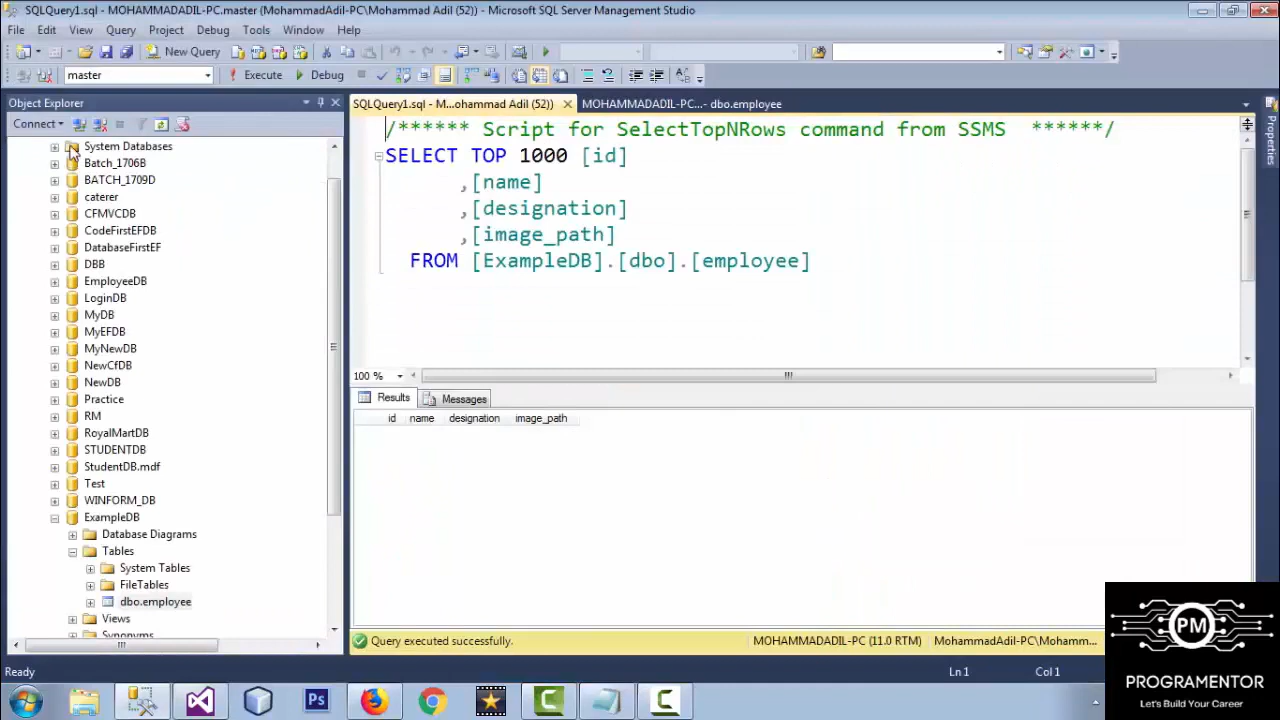 SQLQuery1.sql - MOHAMMADADIL-PC.master (MohammadAdil-PC\Mohammad Adil (52)) - Microsoft SQL Server Management Studio
File Edit View Query Project Debug Tools Window Help
New Query
master Execute Debug
Object Explorer
SQLQuery1.sql - M...ohammad Adil (52)) MOHAMMADADIL-PC...- dbo.employee
Connect
System Databases
Batch_1706B
BATCH_1709D
caterer
CFMVCDB
CodeFirstEFDB
DatabaseFirstEF
DBB
EmployeeDB
LoginDB
MyDB
MyEFDB
MyNewDB
NewCfDB
NewDB
Practice
RM
RoyalMartDB
STUDENTDB
StudentDB.mdf
Test
WINFORM_DB
ExampleDB
Database Diagrams
Tables
System Tables
FileTables
dbo.employee
Views
Synonyms
/****** Script for SelectTopNRows command from SSMS ******/
SELECT TOP 1000 [id]
,[name]
,[designation]
,[image_path]
FROM [ExampleDB].[dbo].[employee]
100 %
Results Messages
id name designation image_path
Query executed successfully. MOHAMMADADIL-PC (11.0 RTM) MohammadAdil-PC\Mohamm...
Properties
Ready Ln 1 Col 1
Ps
PM
PROGRAMENTOR
Let's Build Your Career